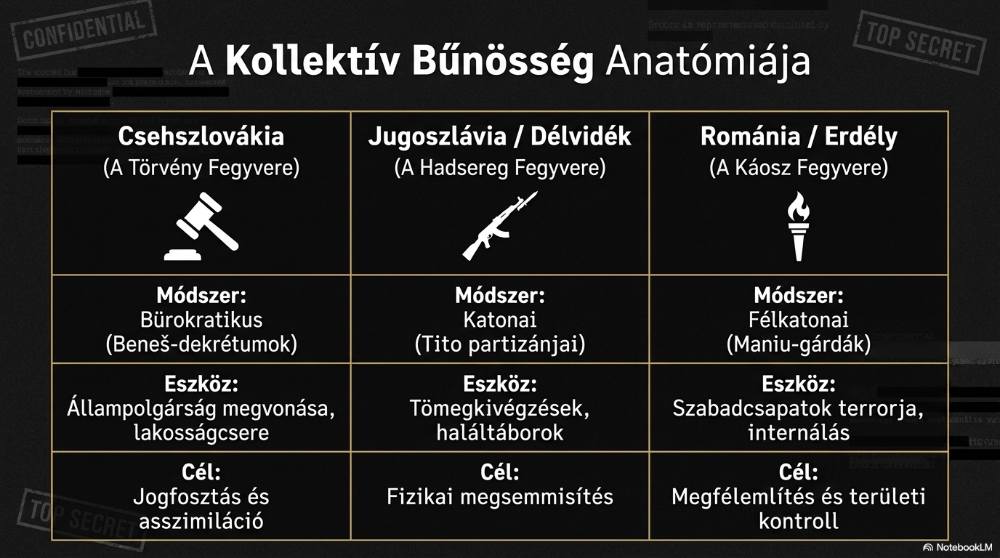 CONFIDENTIAL
TOP SECRET
A Kollektív Bűnösség Anatómiája
Csehszlovákia
(A Törvény Fegyvere)
Jugoszlávia / Délvidék
(A Hadsereg Fegyvere)
Románia / Erdély
(A Káosz Fegyvere)
Módszer:
Bürokratikus
(Beneš-dekrétumok)
Módszer:
Katonai
(Tito partizánjai)
Módszer:
Félkatonai
(Maniu-gárdák)
Eszköz:
Állampolgárság megvonása,
lakosságcsere
Eszköz:
Tömegkivégzések,
haláltáborok
Eszköz:
Szabadcsapatok terrorja,
internálás
Cél:
Jogfosztás és
asszimiláció
Cél:
Fizikai megsemmisítés
Cél:
Megfélemlítés és területi
kontroll
CONFIDENTIAL
TOP SECRET
NotebookLM